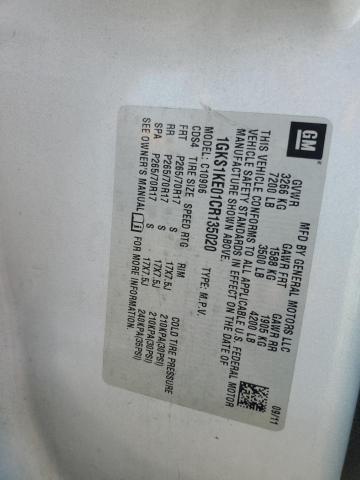 GM
MFD BY GENERAL MOTORS LLC
09/11
GVWR GAWR FRT GAWR RR
3266 KG 1588 KG 1905 KG
7200 LB 3500 LB 4200 LB
THIS VEHICLE CONFORMS TO ALL APPLICABLE U.S. FEDERAL MOTOR
VEHICLE SAFETY STANDARDS IN EFFECT ON THE DATE OF
MANUFACTURE SHOWN ABOVE.
1GKS1KE01CR135020 TYPE: M.P.V.
MODEL: C10906
CDS4 TIRE SIZE SPEED RTG RIM COLD TIRE PRESSURE
FRT P265/70R17 S 17X7.5J 210KPA(30PSI)
RR P265/70R17 S 17X7.5J 210KPA(30PSI)
SPA P265/70R17 S 17X7.5J 240KPA(35PSI)
SEE OWNER'S MANUAL FOR MORE INFORMATION.